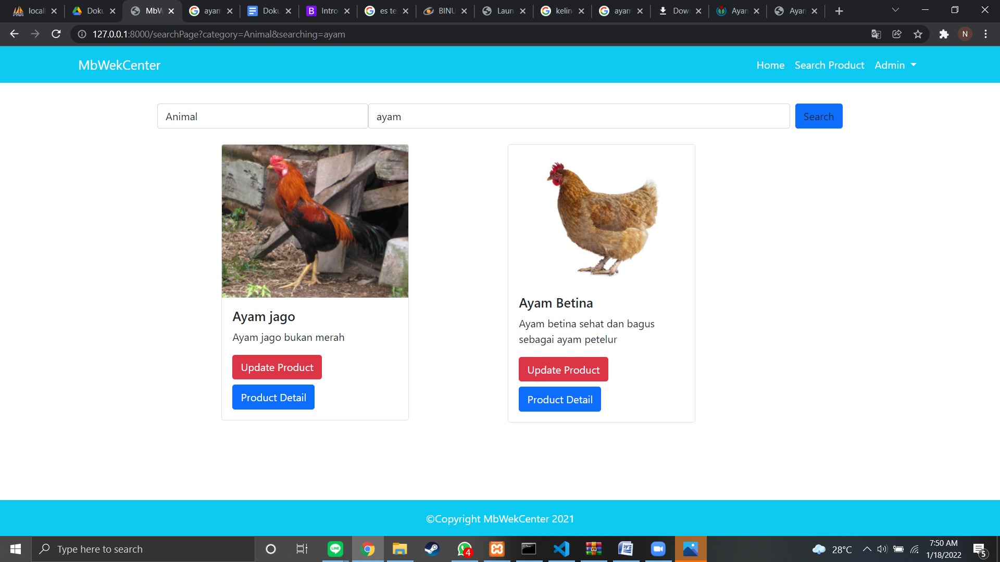 locall
Doku
MbW
ayam
Doku
Intro
es te
BINU
Laun
kelin
ayam
Dow
Ayan
Ayan
127.0.0.1:8000/searchPage?category=Animal&searching=ayam
N
MbWekCenter
Home
Search Product
Admin
Animal
ayam
Search
Ayam jago
Ayam jago bukan merah
Update Product
Product Detail
Ayam Betina
Ayam betina sehat dan bagus
sebagai ayam petelur
Update Product
Product Detail
©Copyright MbWekCenter 2021
Type here to search
LINE
4
28°C
7:50 AM
1/18/2022
5